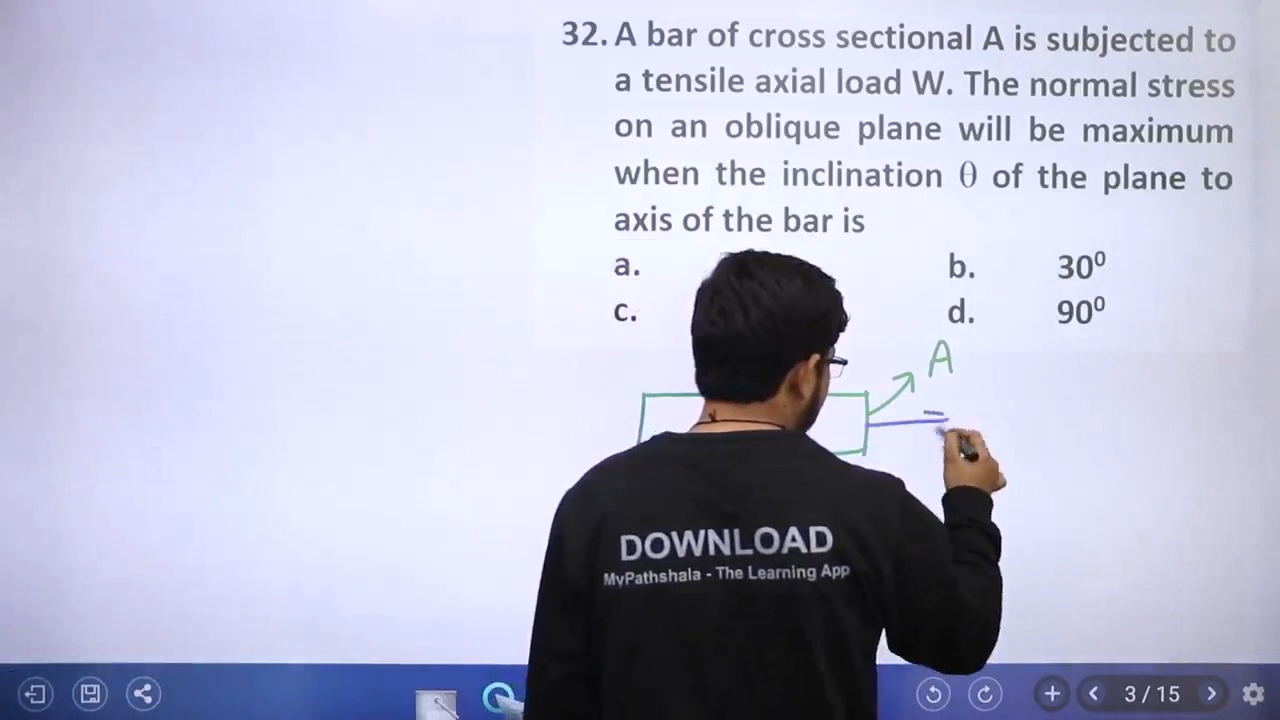 32. A bar of cross sectional A is subjected to
a tensile axial load W. The normal stress
on an oblique plane will be maximum
when the inclination θ of the plane to
axis of the bar is
a. b. 30⁰
c. d. 90⁰
A
DOWNLOAD
MyPathshala - The Learning App
3 / 15